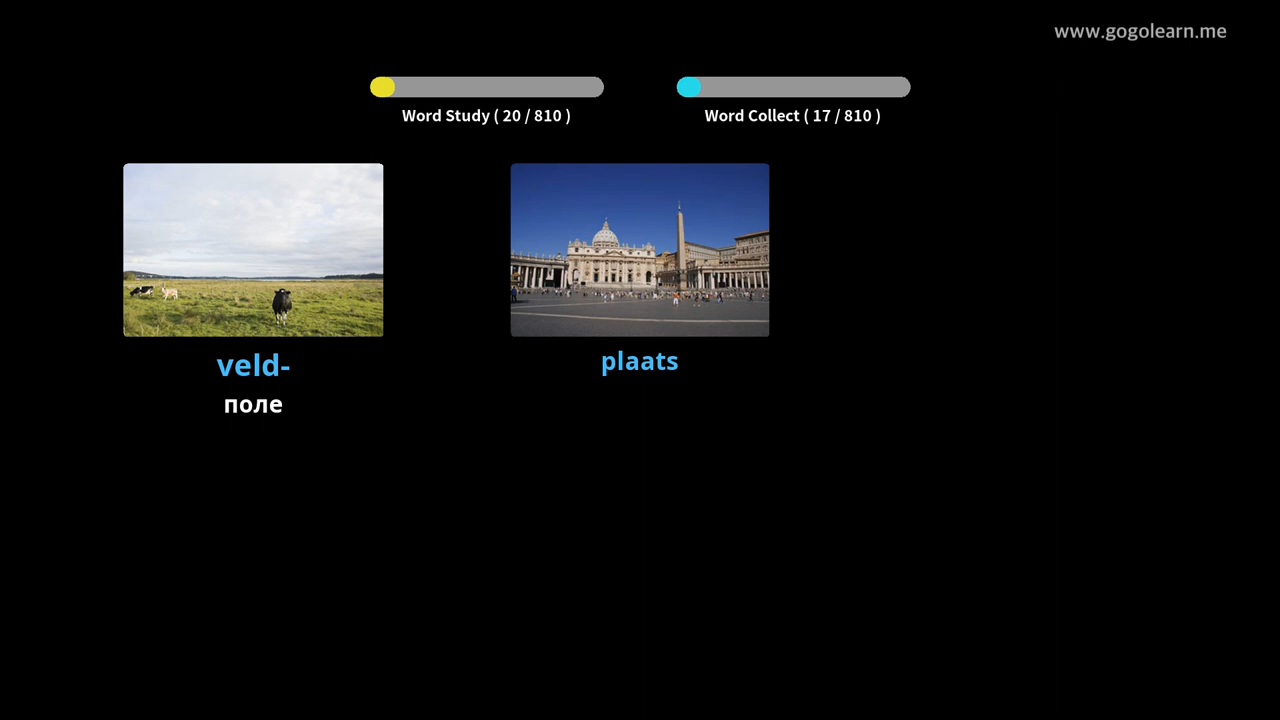 www.gogolearn.me
Word Study ( 20 / 810 )
Word Collect ( 17 / 810 )
veld-
поле
plaats